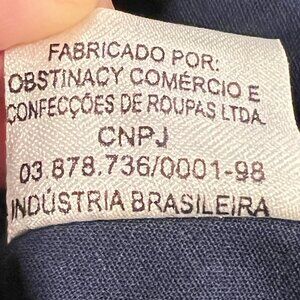 FABRICADO POR:
OBSTINACY COMÉRCIO E
CONFECÇÕES DE ROUPAS LTDA.
CNPJ
03.878.736/0001-98
INDÚSTRIA BRASILEIRA